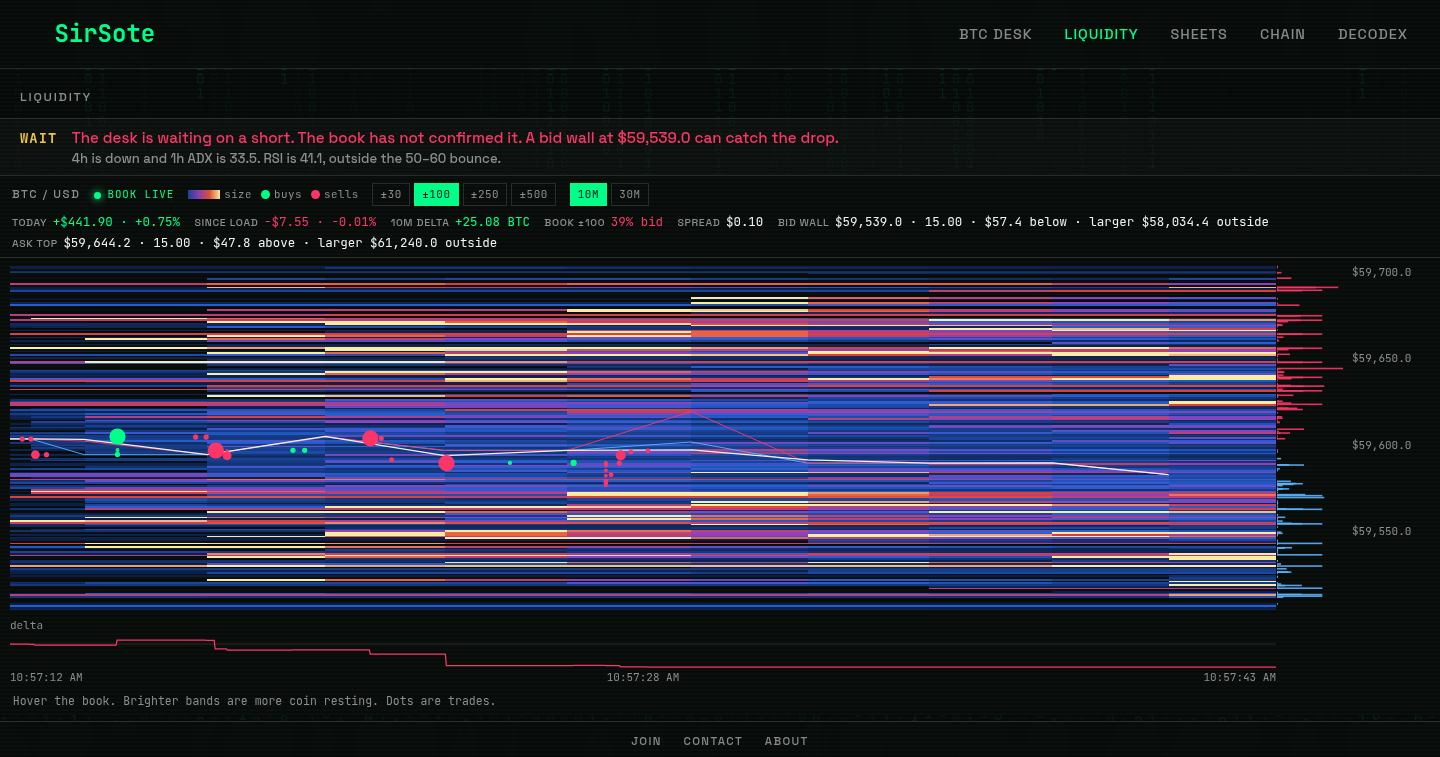 SirSote
BTC DESK LIQUIDITY SHEETS CHAIN DECODEX
LIQUIDITY
WAIT The desk is waiting on a short. The book has not confirmed it. A bid wall at $59,539.0 can catch the drop.
4h is down and 1h ADX is 33.5. RSI is 41.1, outside the 50–60 bounce.
BTC / USD BOOK LIVE size buys sells ±30 ±100 ±250 ±500 10M 30M
TODAY +$441.90 · +0.75% SINCE LOAD -$7.55 · -0.01% 10M DELTA +25.08 BTC BOOK ±100 39% bid SPREAD $0.10 BID WALL $59,539.0 · 15.00 · $57.4 below · larger $58,034.4 outside
ASK TOP $59,644.2 · 15.00 · $47.8 above · larger $61,240.0 outside
$59,700.0
$59,650.0
$59,600.0
$59,550.0
delta
10:57:12 AM 10:57:28 AM 10:57:43 AM
Hover the book. Brighter bands are more coin resting. Dots are trades.
JOIN CONTACT ABOUT